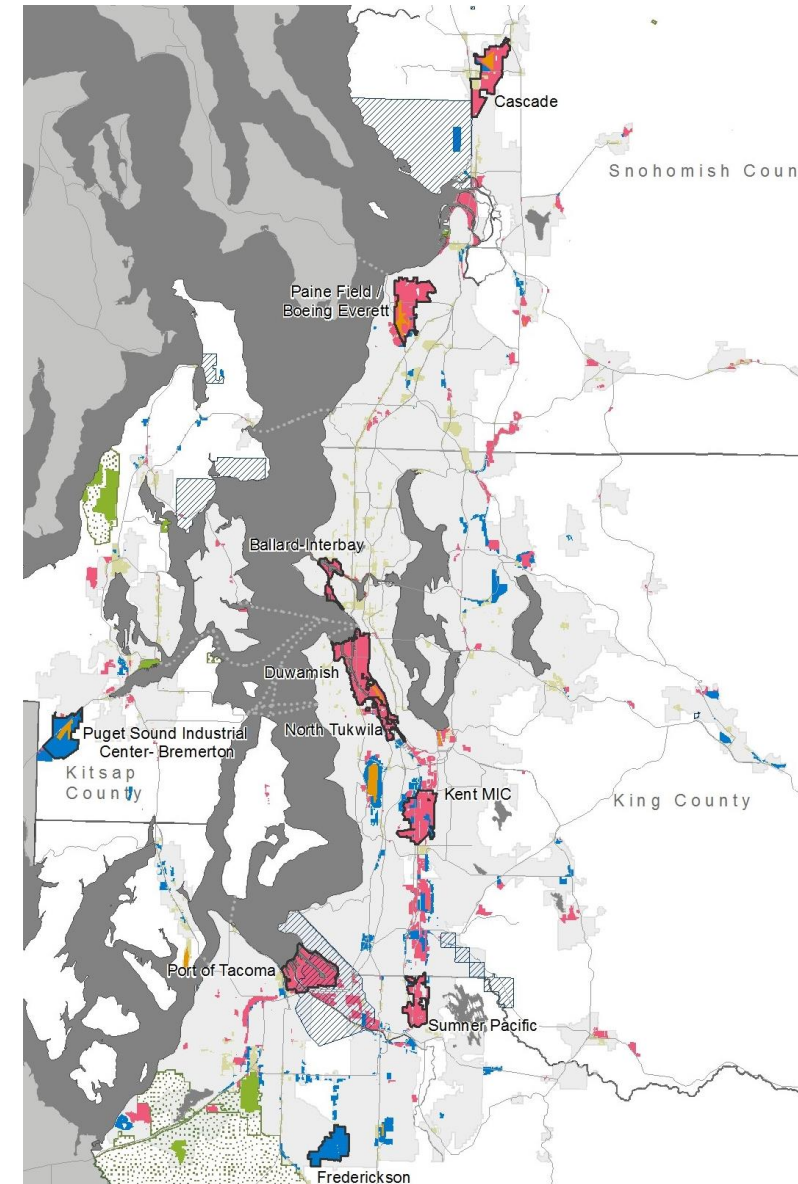 Cascade
Snohomish Coun
Paine Field /
Boeing Everett
Ballard-Interbay
Duwamish
North Tukwila
Puget Sound Industrial
Center- Bremerton
Kitsap
County
Kent MIC
King County
Port of Tacoma
Sumner Pacific
Frederickson